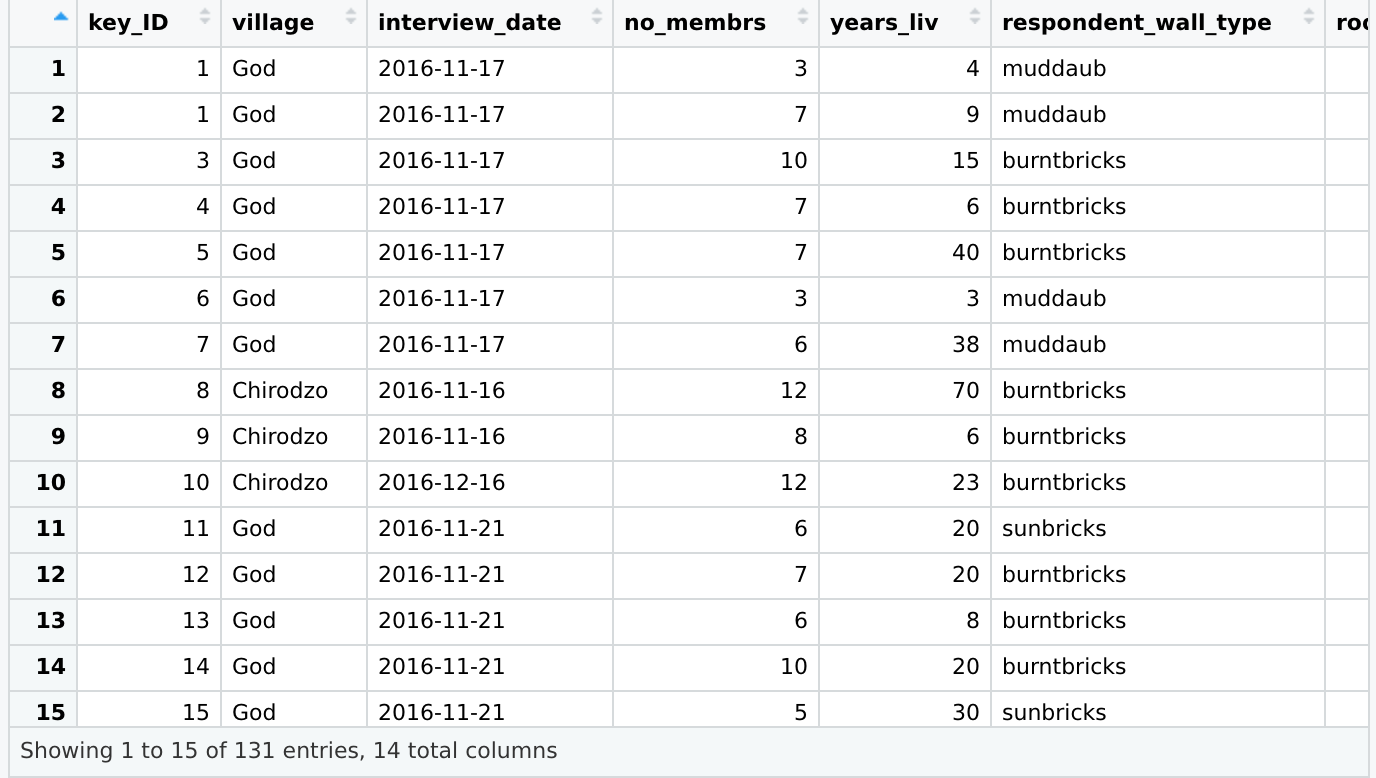 key_ID village interview_date no_membrs years_liv respondent_wall_type roo
1 1 God 2016-11-17 3 4 muddaub
2 1 God 2016-11-17 7 9 muddaub
3 3 God 2016-11-17 10 15 burntbricks
4 4 God 2016-11-17 7 6 burntbricks
5 5 God 2016-11-17 7 40 burntbricks
6 6 God 2016-11-17 3 3 muddaub
7 7 God 2016-11-17 6 38 muddaub
8 8 Chirodzo 2016-11-16 12 70 burntbricks
9 9 Chirodzo 2016-11-16 8 6 burntbricks
10 10 Chirodzo 2016-12-16 12 23 burntbricks
11 11 God 2016-11-21 6 20 sunbricks
12 12 God 2016-11-21 7 20 burntbricks
13 13 God 2016-11-21 6 8 burntbricks
14 14 God 2016-11-21 10 20 burntbricks
15 15 God 2016-11-21 5 30 sunbricks
Showing 1 to 15 of 131 entries, 14 total columns